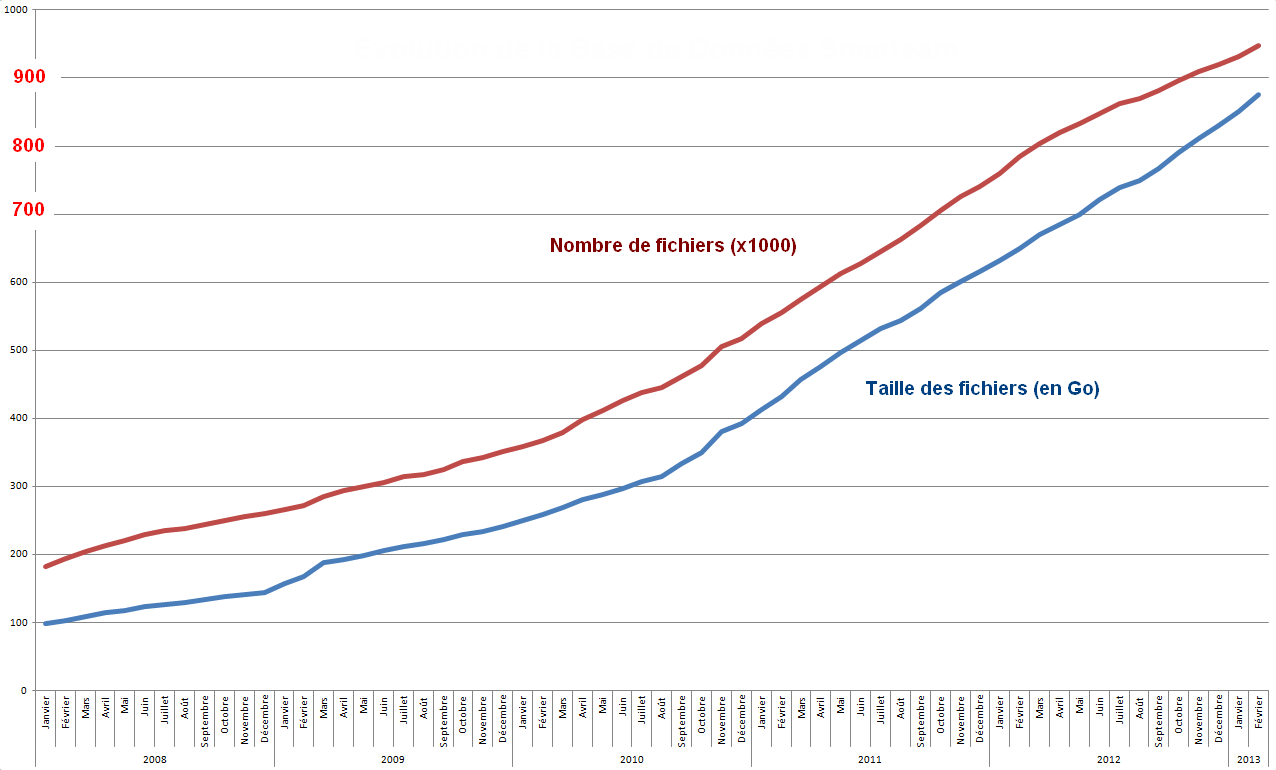 1000
900
800
700
Nombre de fichiers (x1000)
600
500
Taille des fichiers (en Go)
400
300
200
100
0
Janvier Février Mars Avril Mai Juin Juillet Août Septembre Octobre Novembre Décembre Janvier Février Mars Avril Mai Juin Juillet Août Septembre Octobre Novembre Décembre Janvier Février Mars Avril Mai Juin Juillet Août Septembre Octobre Novembre Décembre Janvier Février Mars Avril Mai Juin Juillet Août Septembre Octobre Novembre Décembre Janvier Février Mars Avril Mai Juin Juillet Août Septembre Octobre Novembre Décembre Janvier Février
2008 2009 2010 2011 2012 2013